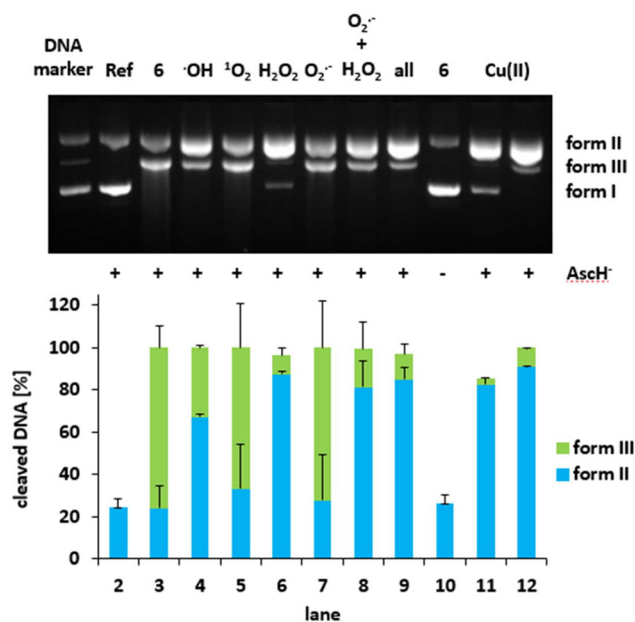 O₂·⁻
DNA + 
marker Ref 6 ·OH ¹O₂ H₂O₂ O₂·⁻ H₂O₂ all 6 Cu(II)
form II
form III
form I
+ + + + + + + + - + + AscH⁻
120
100
80
60
40
20
0
cleaved DNA [%]
form III
form II
2 3 4 5 6 7 8 9 10 11 12
lane